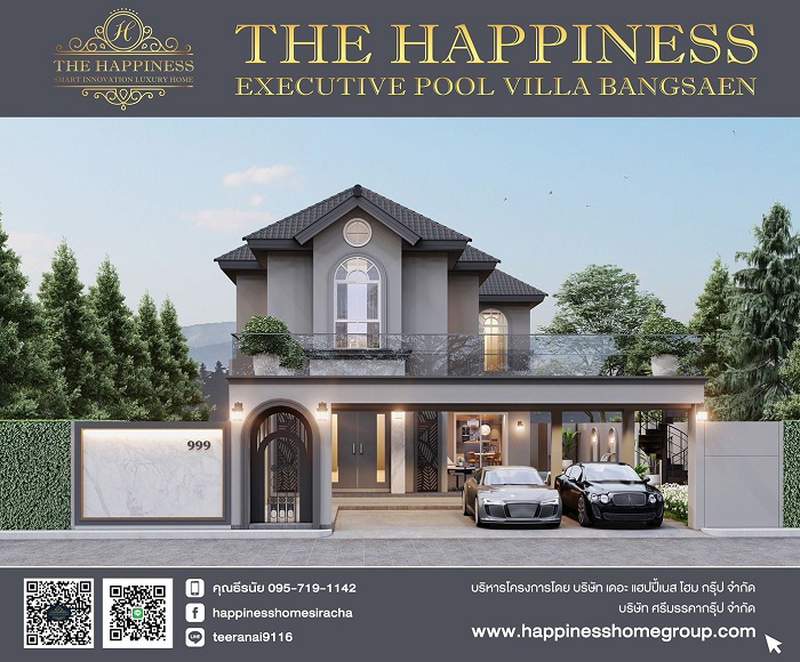 H
THE HAPPINESS
SMART INNOVATION LUXURY HOME
THE HAPPINESS
EXECUTIVE POOL VILLA BANGSAEN
999
คุณธีรนัย 095-719-1142
happinesshomesiracha
teeranai9116
บริหารโครงการโดย บริษัท เดอะ แฮปปี้เนส โฮม กรุ๊ป จำกัด
บริษัท ศรีมรรคากรุ๊ป จำกัด
www.happinesshomegroup.com